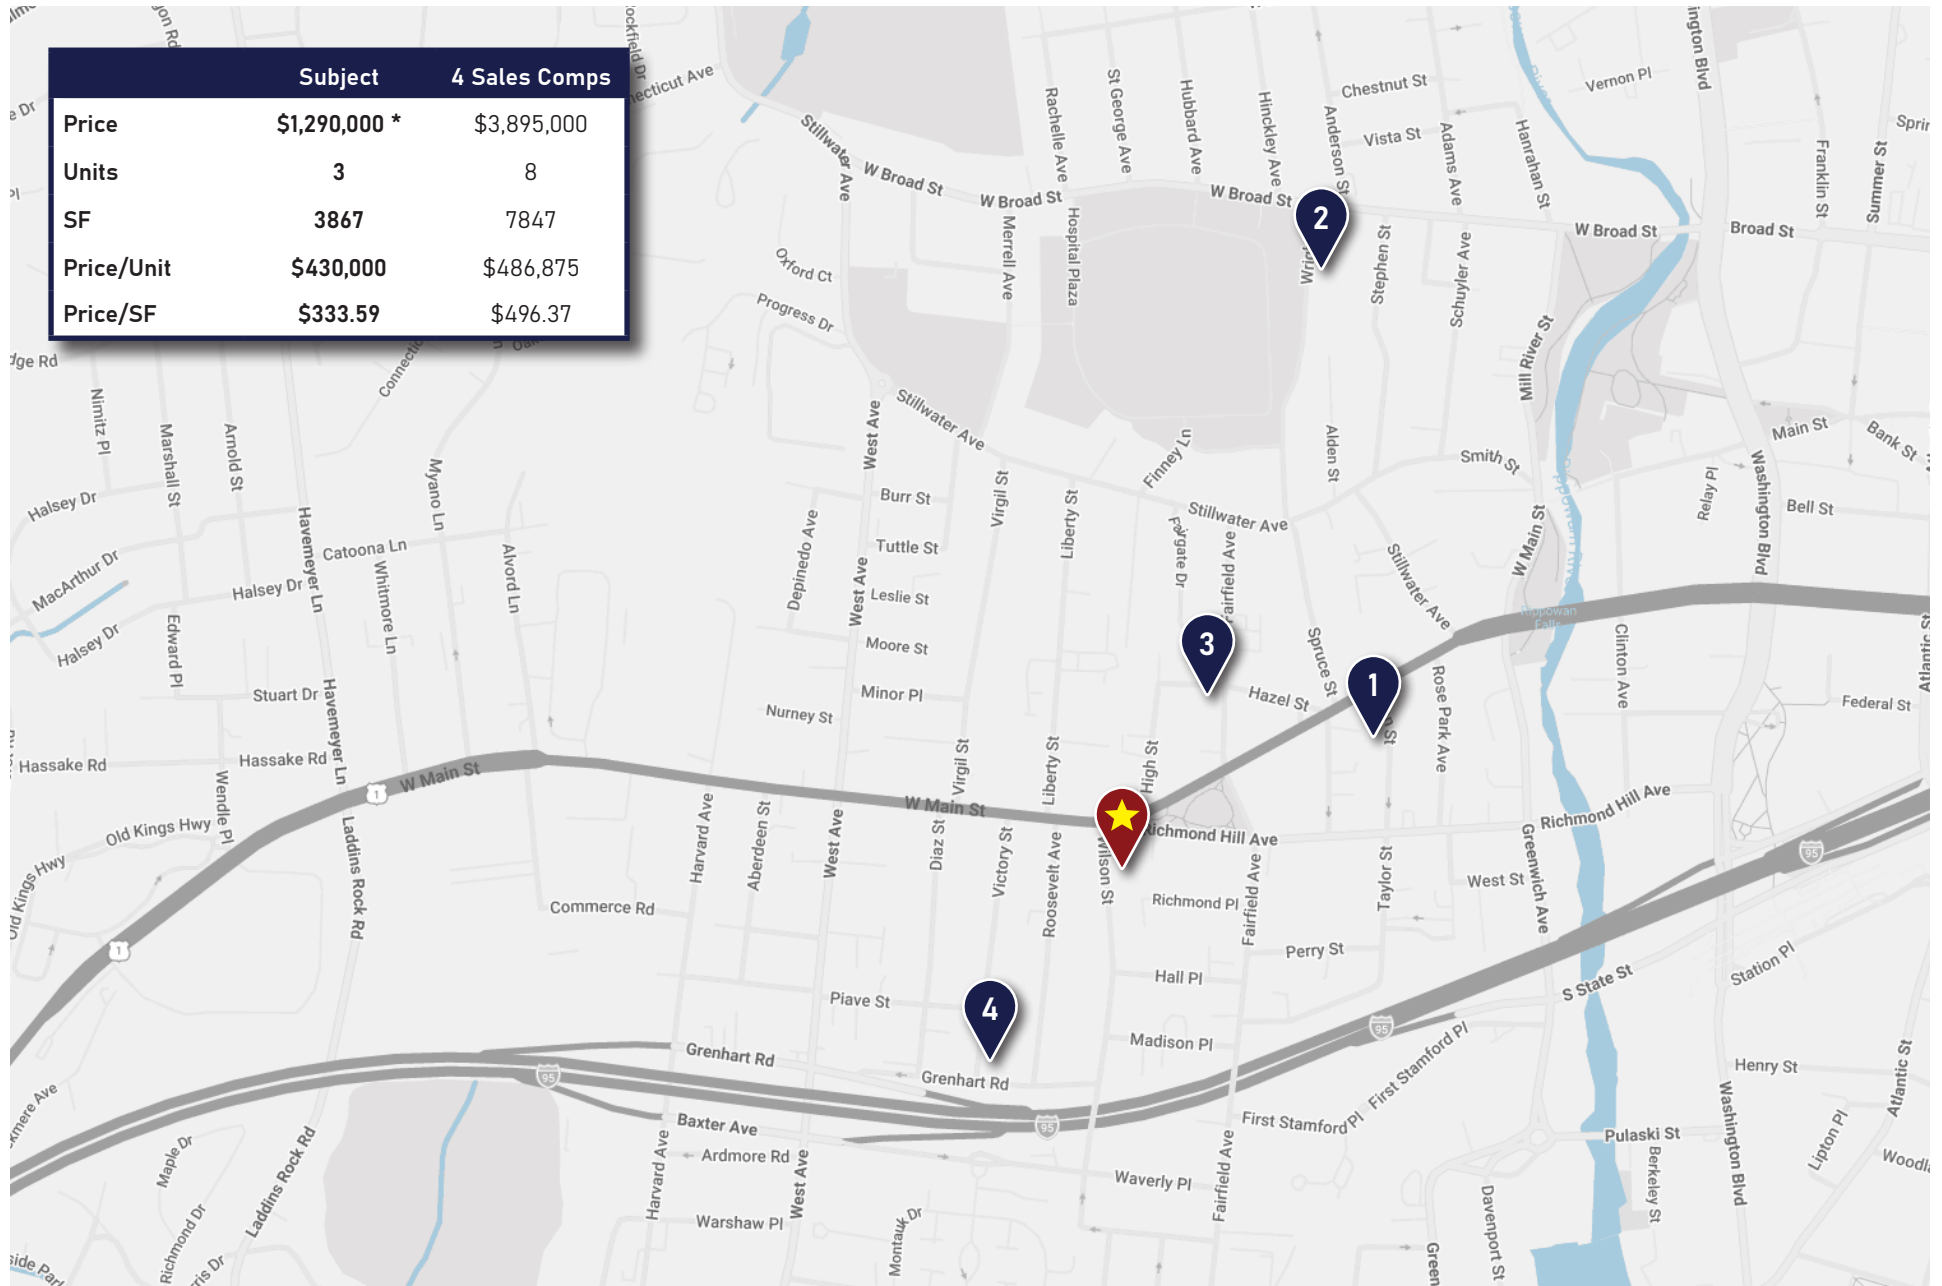 Subject 4 Sales Comps
Price $1,290,000 * $3,895,000
Units 3 8
SF 3867 7847
Price/Unit $430,000 $486,875
Price/SF $333.59 $496.37
Stillwater Ave
W Broad St
W Broad St
W Broad St
W Broad St
Broad St
Rachelle Ave
St George Ave
Hubbard Ave
Hinckley Ave
Anderson St
Chestnut St
Vista St
Adams Ave
Hanrahan St
Vernon Pl
Franklin St
Summer St
2
Merrell Ave
Hospital Plaza
Stephen St
Schuyler Ave
Oxford Ct
Progress Dr
Mill River St
Nimitz Pl
Marshall St
Arnold St
Myano Ln
West Ave
Stillwater Ave
Finney Ln
Alden St
Smith St
Main St
Bank St
Relay Pl
Washington Blvd
Bell St
Halsey Dr
Havemeyer Ln
Catoona Ln
Burr St
Virgil St
Liberty St
Stillwater Ave
W Main St
Tuttle St
Depinedo Ave
Fairgate Dr
Fairfield Ave
Stillwater Ave
MacArthur Dr
Halsey Dr
Whitmore Ln
Alvord Ln
West Ave
Leslie St
Rippowan
Falls
Halsey Dr
Edward Pl
Moore St
3
Spruce St
Clinton Ave
Atlantic St
Stuart Dr
Havemeyer Ln
Minor Pl
Hazel St
1
Rose Park Ave
Federal St
Nurney St
Hassake Rd
Hassake Rd
Virgil St
Liberty St
High St
W Main St
1
W Main St
Wendle Pl
Old Kings Hwy
Richmond Hill Ave
Richmond Hill Ave
Harvard Ave
Aberdeen St
West Ave
Diaz St
Victory St
Roosevelt Ave
Wilson St
Laddins Rock Rd
Old Kings Hwy
95
Greenwich Ave
West St
Taylor St
Fairfield Ave
Richmond Pl
Commerce Rd
1
Perry St
Hall Pl
Station Pl
S State St
Piave St
4
95
Madison Pl
First Stamford Pl
Grenhart Rd
Grenhart Rd
95
Henry St
Atlantic St
Washington Blvd
Baxter Ave
95
First Stamford Pl
Pulaski St
Lipton Pl
Maple Dr
Laddins Rock Rd
Harvard Ave
Ardmore Rd
West Ave
Waverly Pl
Fairfield Ave
Davenport St
Berkeley St
Richmond Dr
Warshaw Pl
Montauk Dr